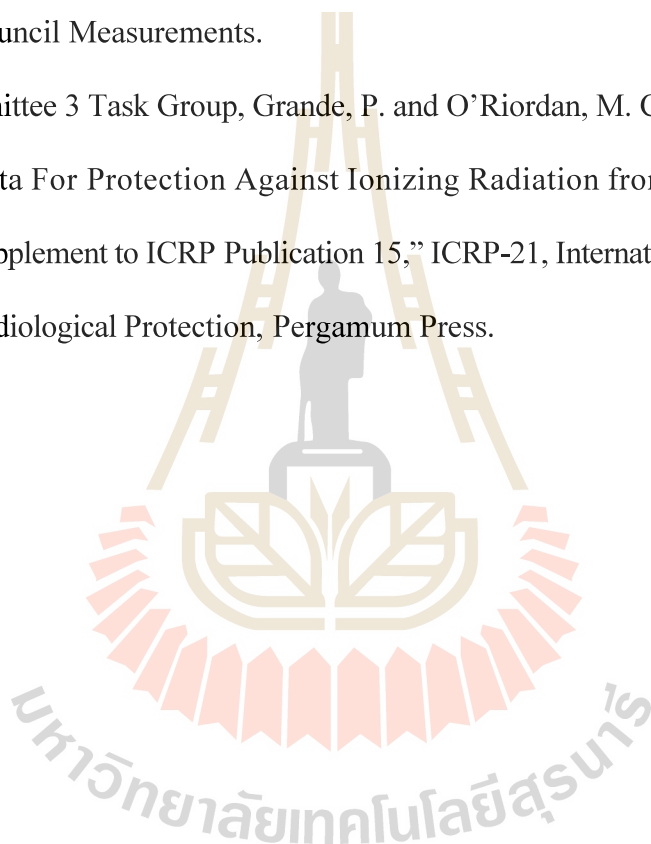 uncil Measurements.
ittee 3 Task Group, Grande, P. and O’Riordan, M. C
ta For Protection Against Ionizing Radiation from
pplement to ICRP Publication 15,” ICRP-21, Internat
diological Protection, Pergamum Press.
มหาวิทยาลัยเทคโนโลยีสุรนารี